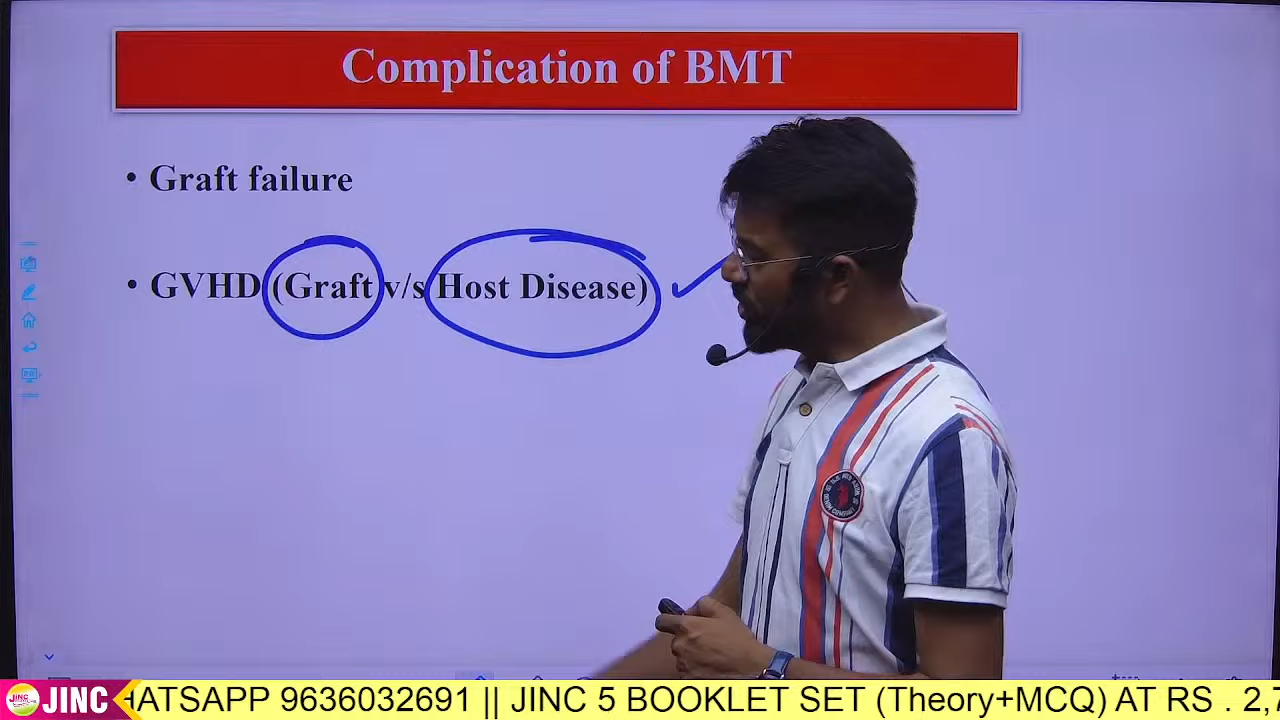 Complication of BMT
• Graft failure
• GVHD (Graft v/s Host Disease)
JINC
JINC HATSAPP 9636032691 || JINC 5 BOOKLET SET (Theory+MCQ) AT RS . 2,7